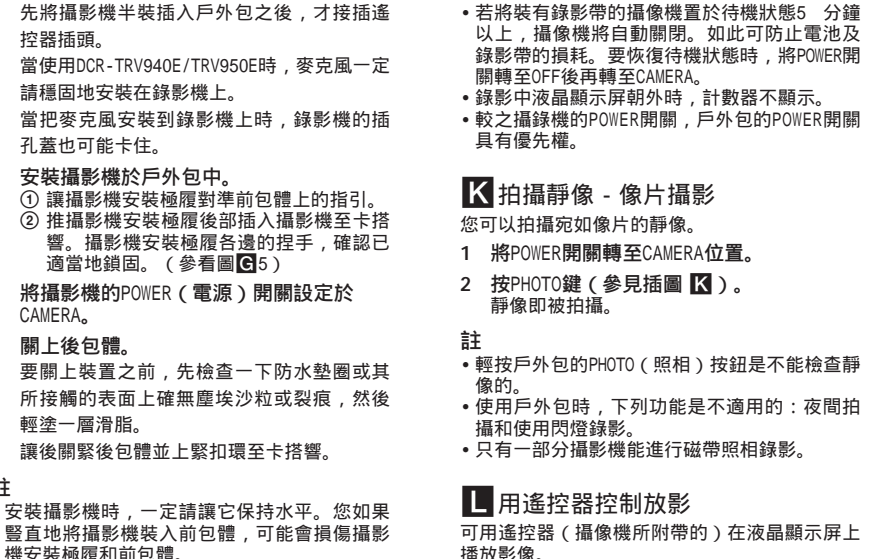 先將攝影機半裝插入戶外包之後，才接插遙
控器插頭。
當使用DCR-TRV940E/TRV950E時，麥克風一定
請穩固地安裝在錄影機上。
當把麥克風安裝到錄影機上時，錄影機的插
孔蓋也可能卡住。
安裝攝影機於戶外包中。
① 讓攝影機安裝極履對準前包體上的指引。
② 推攝影機安裝極履後部插入攝影機至卡搭
響。攝影機安裝極履各邊的捏手，確認已
適當地鎖固。（參看圖G5）
將攝影機的POWER（電源）開關設定於
CAMERA。
關上後包體。
要關上裝置之前，先檢查一下防水墊圈或其
所接觸的表面上確無塵埃沙粒或裂痕，然後
輕塗一層滑脂。
讓後關緊後包體並上緊扣環至卡搭響。
註
安裝攝影機時，一定請讓它保持水平。您如果
豎直地將攝影機裝入前包體，可能會損傷攝影
機安裝極履和前包體。
• 若將裝有錄影帶的攝像機置於待機狀態5 分鐘
以上，攝像機將自動關閉。如此可防止電池及
錄影帶的損耗。要恢復待機狀態時，將POWER開
關轉至OFF後再轉至CAMERA。
• 錄影中液晶顯示屏朝外時，計數器不顯示。
• 較之攝錄機的POWER開關，戶外包的POWER開關
具有優先權。
K 拍攝靜像 - 像片攝影
您可以拍攝宛如像片的靜像。
1 將POWER開關轉至CAMERA位置。
2 按PHOTO鍵（參見插圖 K）。
靜像即被拍攝。
註
• 輕按戶外包的PHOTO（照相）按鈕是不能檢查靜
像的。
• 使用戶外包時，下列功能是不適用的：夜間拍
攝和使用閃燈錄影。
• 只有一部分攝影機能進行磁帶照相錄影。
L 用遙控器控制放影
可用遙控器（攝像機所附帶的）在液晶顯示屏上
播放影像。